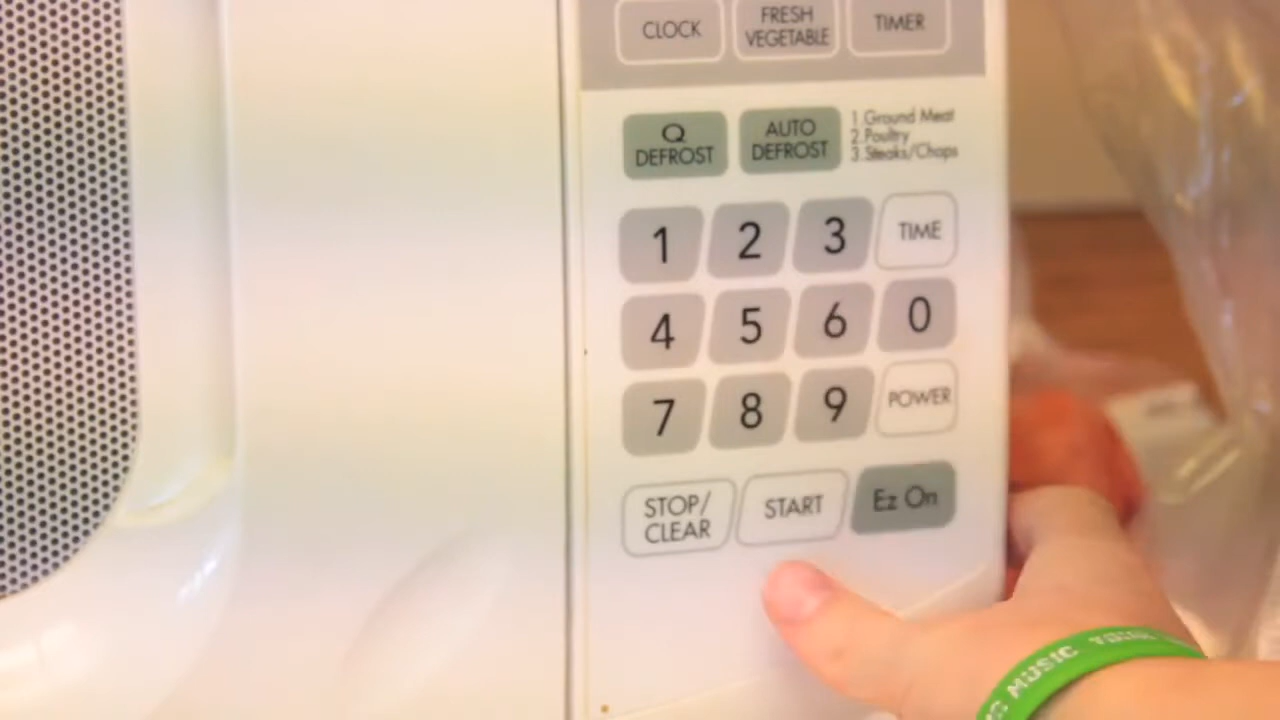 CLOCK
FRESH
VEGETABLE
TIMER
Q
DEFROST
AUTO
DEFROST
1.Ground Meat
2.Poultry
3.Steaks/Chops
1 2 3 TIME
4 5 6 0
7 8 9 POWER
STOP/
CLEAR
START
Ez On
MUSIC